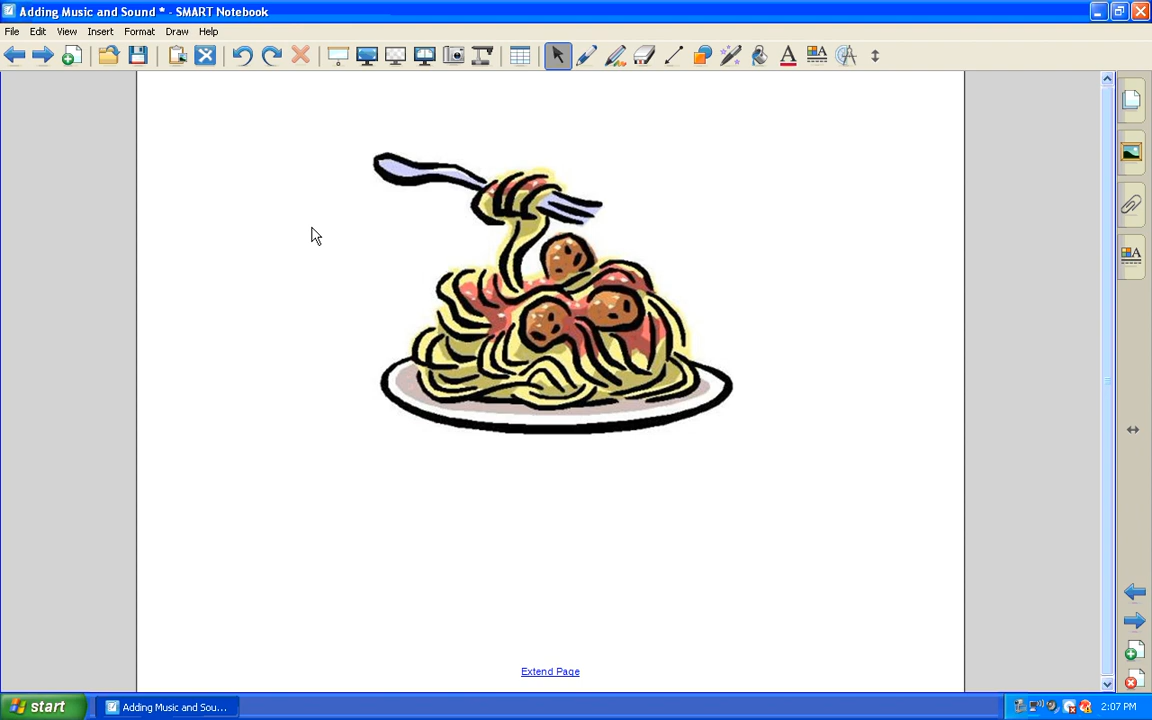 Adding Music and Sound * - SMART Notebook
File Edit View Insert Format Draw Help
Extend Page
start
Adding Music and Sou...
2:07 PM